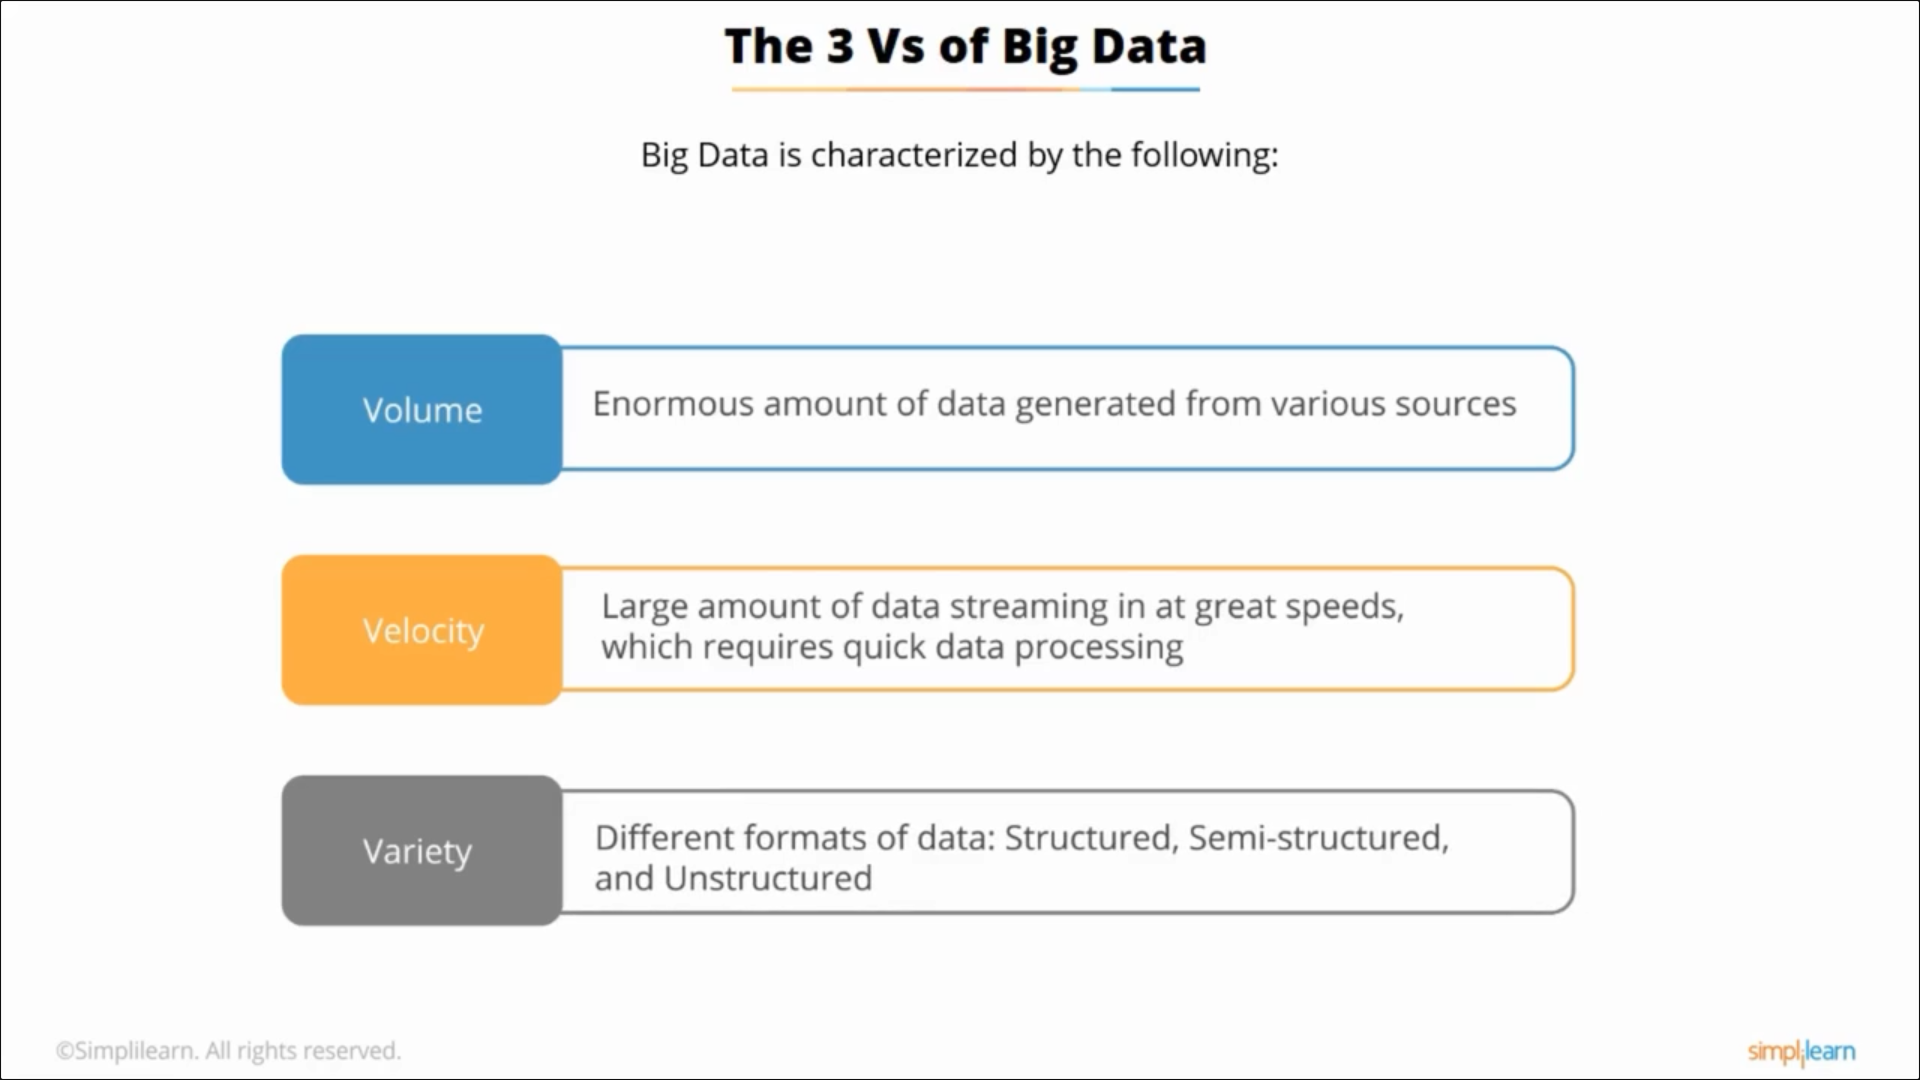 The 3 Vs of Big Data
Big Data is characterized by the following:
Volume
Enormous amount of data generated from various sources
Velocity
Large amount of data streaming in at great speeds,
which requires quick data processing
Variety
Different formats of data: Structured, Semi-structured,
and Unstructured
©Simplilearn. All rights reserved.
simplilearn